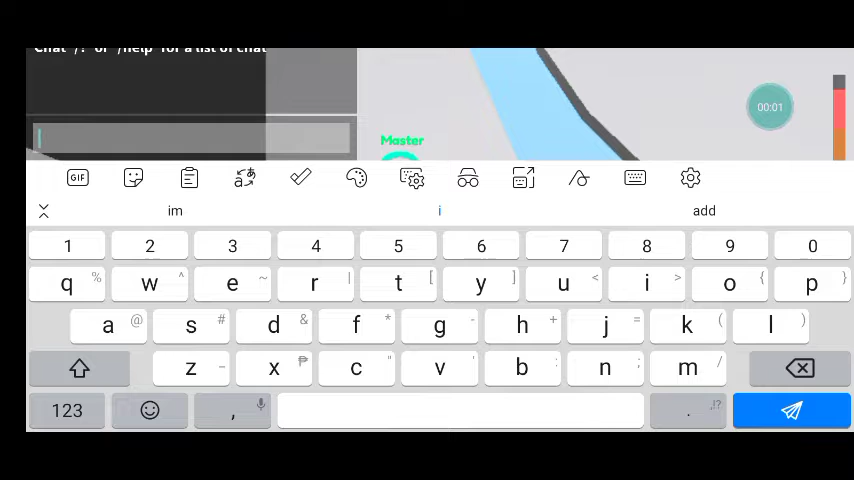 Chat '/?' or '/help' for a list of chat
00:01
Master
GIF
im i add
1 2 3 4 5 6 7 8 9 0
q % w ^ e ~ r | t [ y ] u < i > o { p }
a @ s # d & f * g - h + j = k ( l )
z _ x ₱ c " v ' b : n ; m /
123 , . ,!?